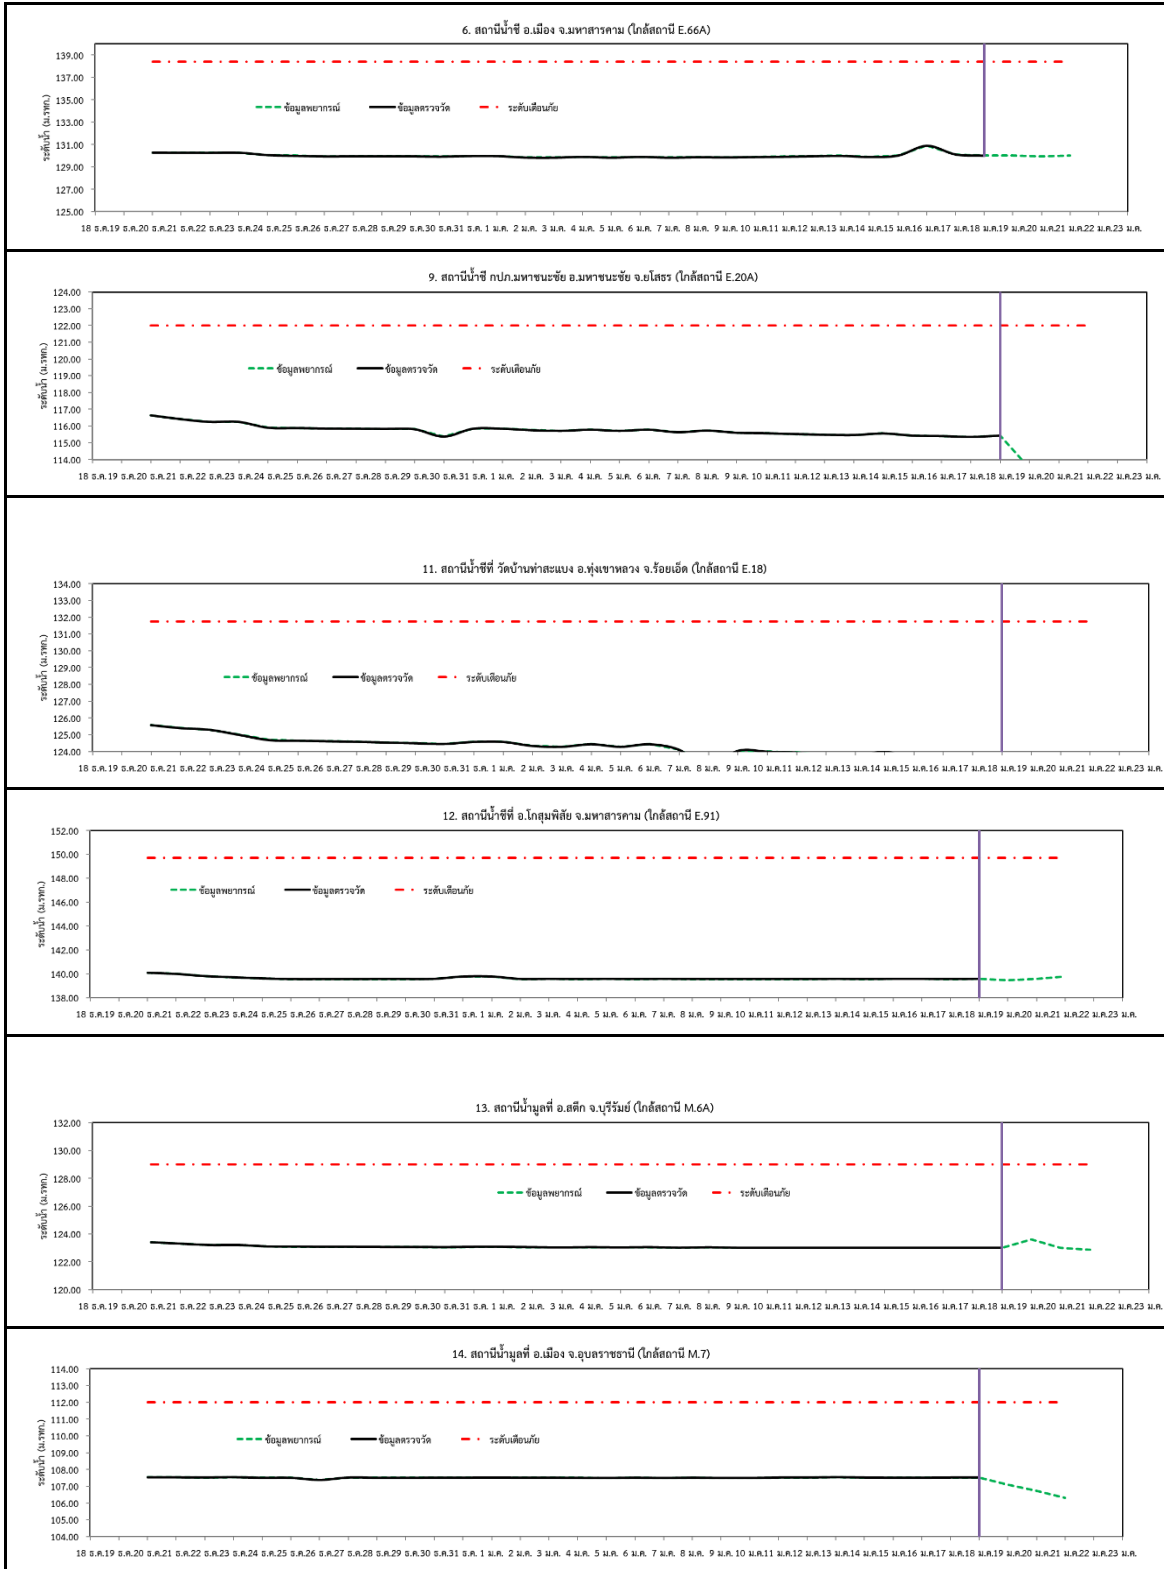 6. สถานีน้ำชี อ.เมือง จ.มหาสารคาม (ใกล้สถานี E.66A)
139.00
137.00
135.00
133.00
131.00
129.00
127.00
125.00
ระดับน้ำ (ม.รทก.)
ข้อมูลพยากรณ์ ข้อมูลตรวจวัด ระดับเตือนภัย
18 ธ.ค.19 ธ.ค.20 ธ.ค.21 ธ.ค.22 ธ.ค.23 ธ.ค.24 ธ.ค.25 ธ.ค.26 ธ.ค.27 ธ.ค.28 ธ.ค.29 ธ.ค.30 ธ.ค.31 ธ.ค. 1 ม.ค. 2 ม.ค. 3 ม.ค. 4 ม.ค. 5 ม.ค. 6 ม.ค. 7 ม.ค. 8 ม.ค. 9 ม.ค. 10 ม.ค.11 ม.ค.12 ม.ค.13 ม.ค.14 ม.ค.15 ม.ค.16 ม.ค.17 ม.ค.18 ม.ค.19 ม.ค.20 ม.ค.21 ม.ค.22 ม.ค.23 ม.ค.
9. สถานีน้ำชี กปภ.มหาชนะชัย อ.มหาชนะชัย จ.ยโสธร (ใกล้สถานี E.20A)
124.00
123.00
122.00
121.00
120.00
119.00
118.00
117.00
116.00
115.00
114.00
ระดับน้ำ (ม.รทก.)
ข้อมูลพยากรณ์ ข้อมูลตรวจวัด ระดับเตือนภัย
18 ธ.ค.19 ธ.ค.20 ธ.ค.21 ธ.ค.22 ธ.ค.23 ธ.ค.24 ธ.ค.25 ธ.ค.26 ธ.ค.27 ธ.ค.28 ธ.ค.29 ธ.ค.30 ธ.ค.31 ธ.ค. 1 ม.ค. 2 ม.ค. 3 ม.ค. 4 ม.ค. 5 ม.ค. 6 ม.ค. 7 ม.ค. 8 ม.ค. 9 ม.ค. 10 ม.ค.11 ม.ค.12 ม.ค.13 ม.ค.14 ม.ค.15 ม.ค.16 ม.ค.17 ม.ค.18 ม.ค.19 ม.ค.20 ม.ค.21 ม.ค.22 ม.ค.23 ม.ค.
11. สถานีน้ำชีที่ วัดบ้านท่าสะแบง อ.ทุ่งเขาหลวง จ.ร้อยเอ็ด (ใกล้สถานี E.18)
134.00
133.00
132.00
131.00
130.00
129.00
128.00
127.00
126.00
125.00
124.00
ระดับน้ำ (ม.รทก.)
ข้อมูลพยากรณ์ ข้อมูลตรวจวัด ระดับเตือนภัย
18 ธ.ค.19 ธ.ค.20 ธ.ค.21 ธ.ค.22 ธ.ค.23 ธ.ค.24 ธ.ค.25 ธ.ค.26 ธ.ค.27 ธ.ค.28 ธ.ค.29 ธ.ค.30 ธ.ค.31 ธ.ค. 1 ม.ค. 2 ม.ค. 3 ม.ค. 4 ม.ค. 5 ม.ค. 6 ม.ค. 7 ม.ค. 8 ม.ค. 9 ม.ค. 10 ม.ค.11 ม.ค.12 ม.ค.13 ม.ค.14 ม.ค.15 ม.ค.16 ม.ค.17 ม.ค.18 ม.ค.19 ม.ค.20 ม.ค.21 ม.ค.22 ม.ค.23 ม.ค.
12. สถานีน้ำชีที่ อ.โกสุมพิสัย จ.มหาสารคาม (ใกล้สถานี E.91)
152.00
150.00
148.00
146.00
144.00
142.00
140.00
138.00
ระดับน้ำ (ม.รทก.)
ข้อมูลพยากรณ์ ข้อมูลตรวจวัด ระดับเตือนภัย
18 ธ.ค.19 ธ.ค.20 ธ.ค.21 ธ.ค.22 ธ.ค.23 ธ.ค.24 ธ.ค.25 ธ.ค.26 ธ.ค.27 ธ.ค.28 ธ.ค.29 ธ.ค.30 ธ.ค.31 ธ.ค. 1 ม.ค. 2 ม.ค. 3 ม.ค. 4 ม.ค. 5 ม.ค. 6 ม.ค. 7 ม.ค. 8 ม.ค. 9 ม.ค. 10 ม.ค.11 ม.ค.12 ม.ค.13 ม.ค.14 ม.ค.15 ม.ค.16 ม.ค.17 ม.ค.18 ม.ค.19 ม.ค.20 ม.ค.21 ม.ค.22 ม.ค.23 ม.ค.
13. สถานีน้ำมูลที่ อ.สตึก จ.บุรีรัมย์ (ใกล้สถานี M.6A)
132.00
130.00
128.00
126.00
124.00
122.00
120.00
ระดับน้ำ (ม.รทก.)
ข้อมูลพยากรณ์ ข้อมูลตรวจวัด ระดับเตือนภัย
18 ธ.ค.19 ธ.ค.20 ธ.ค.21 ธ.ค.22 ธ.ค.23 ธ.ค.24 ธ.ค.25 ธ.ค.26 ธ.ค.27 ธ.ค.28 ธ.ค.29 ธ.ค.30 ธ.ค.31 ธ.ค. 1 ม.ค. 2 ม.ค. 3 ม.ค. 4 ม.ค. 5 ม.ค. 6 ม.ค. 7 ม.ค. 8 ม.ค. 9 ม.ค. 10 ม.ค.11 ม.ค.12 ม.ค.13 ม.ค.14 ม.ค.15 ม.ค.16 ม.ค.17 ม.ค.18 ม.ค.19 ม.ค.20 ม.ค.21 ม.ค.22 ม.ค.23 ม.ค.
14. สถานีน้ำมูลที่ อ.เมือง จ.อุบลราชธานี (ใกล้สถานี M.7)
114.00
113.00
112.00
111.00
110.00
109.00
108.00
107.00
106.00
105.00
104.00
ระดับน้ำ (ม.รทก.)
ข้อมูลพยากรณ์ ข้อมูลตรวจวัด ระดับเตือนภัย
18 ธ.ค.19 ธ.ค.20 ธ.ค.21 ธ.ค.22 ธ.ค.23 ธ.ค.24 ธ.ค.25 ธ.ค.26 ธ.ค.27 ธ.ค.28 ธ.ค.29 ธ.ค.30 ธ.ค.31 ธ.ค. 1 ม.ค. 2 ม.ค. 3 ม.ค. 4 ม.ค. 5 ม.ค. 6 ม.ค. 7 ม.ค. 8 ม.ค. 9 ม.ค. 10 ม.ค.11 ม.ค.12 ม.ค.13 ม.ค.14 ม.ค.15 ม.ค.16 ม.ค.17 ม.ค.18 ม.ค.19 ม.ค.20 ม.ค.21 ม.ค.22 ม.ค.23 ม.ค.